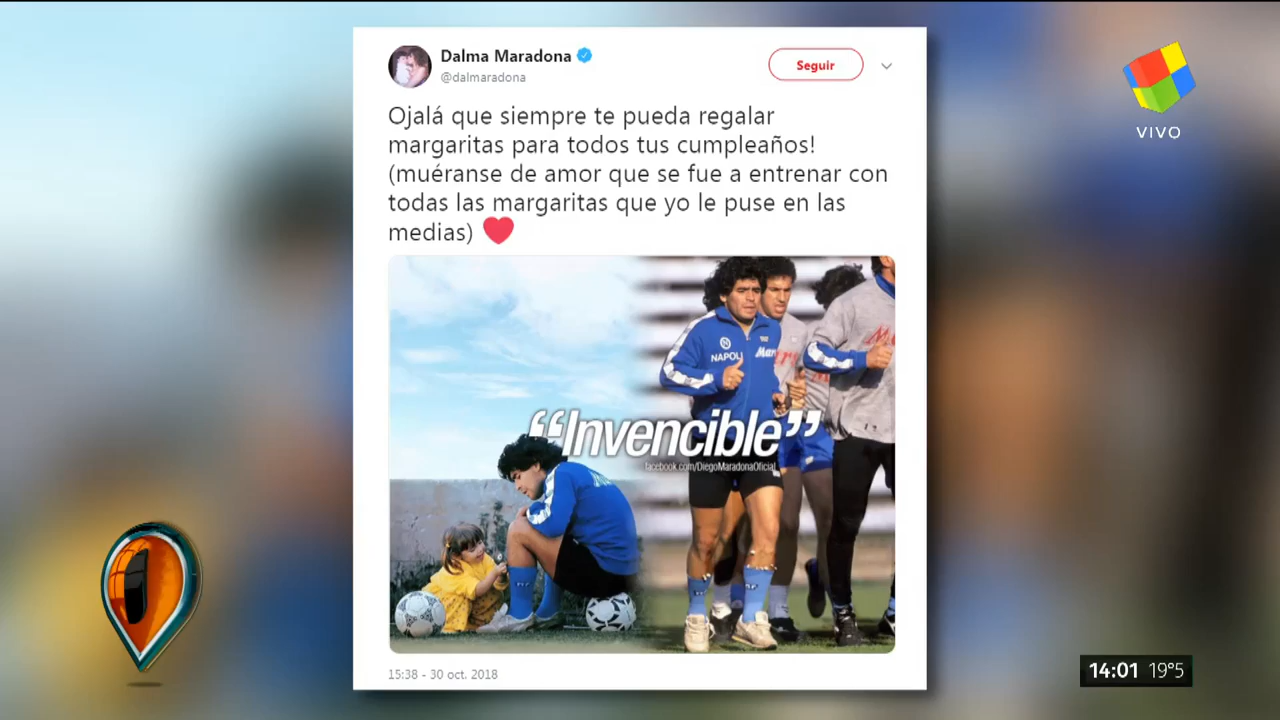 Dalma Maradona
@dalmaradona
Seguir
Ojalá que siempre te pueda regalar
margaritas para todos tus cumpleaños!
(muéranse de amor que se fue a entrenar con
todas las margaritas que yo le puse en las
medias)
NAPOLI
“Invencible”
facebook.com/DiegoMaradonaOficial
15:38 - 30 oct. 2018
VIVO
14:01 19°5